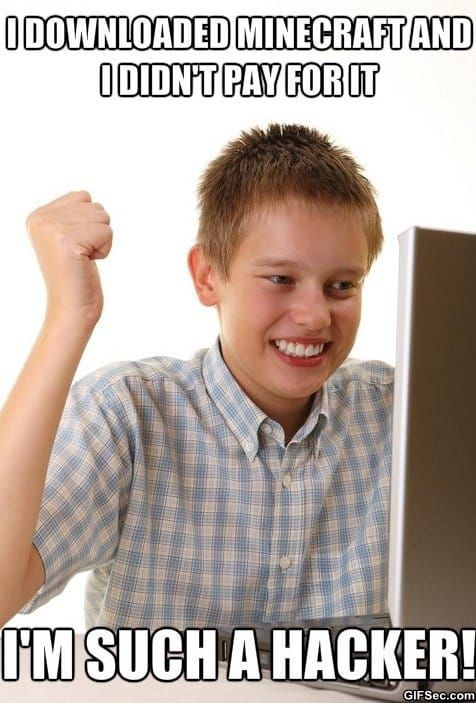 I DOWNLOADED MINECRAFT AND
I DIDN'T PAY FOR IT
I'M SUCH A HACKER!
GIFSec.com